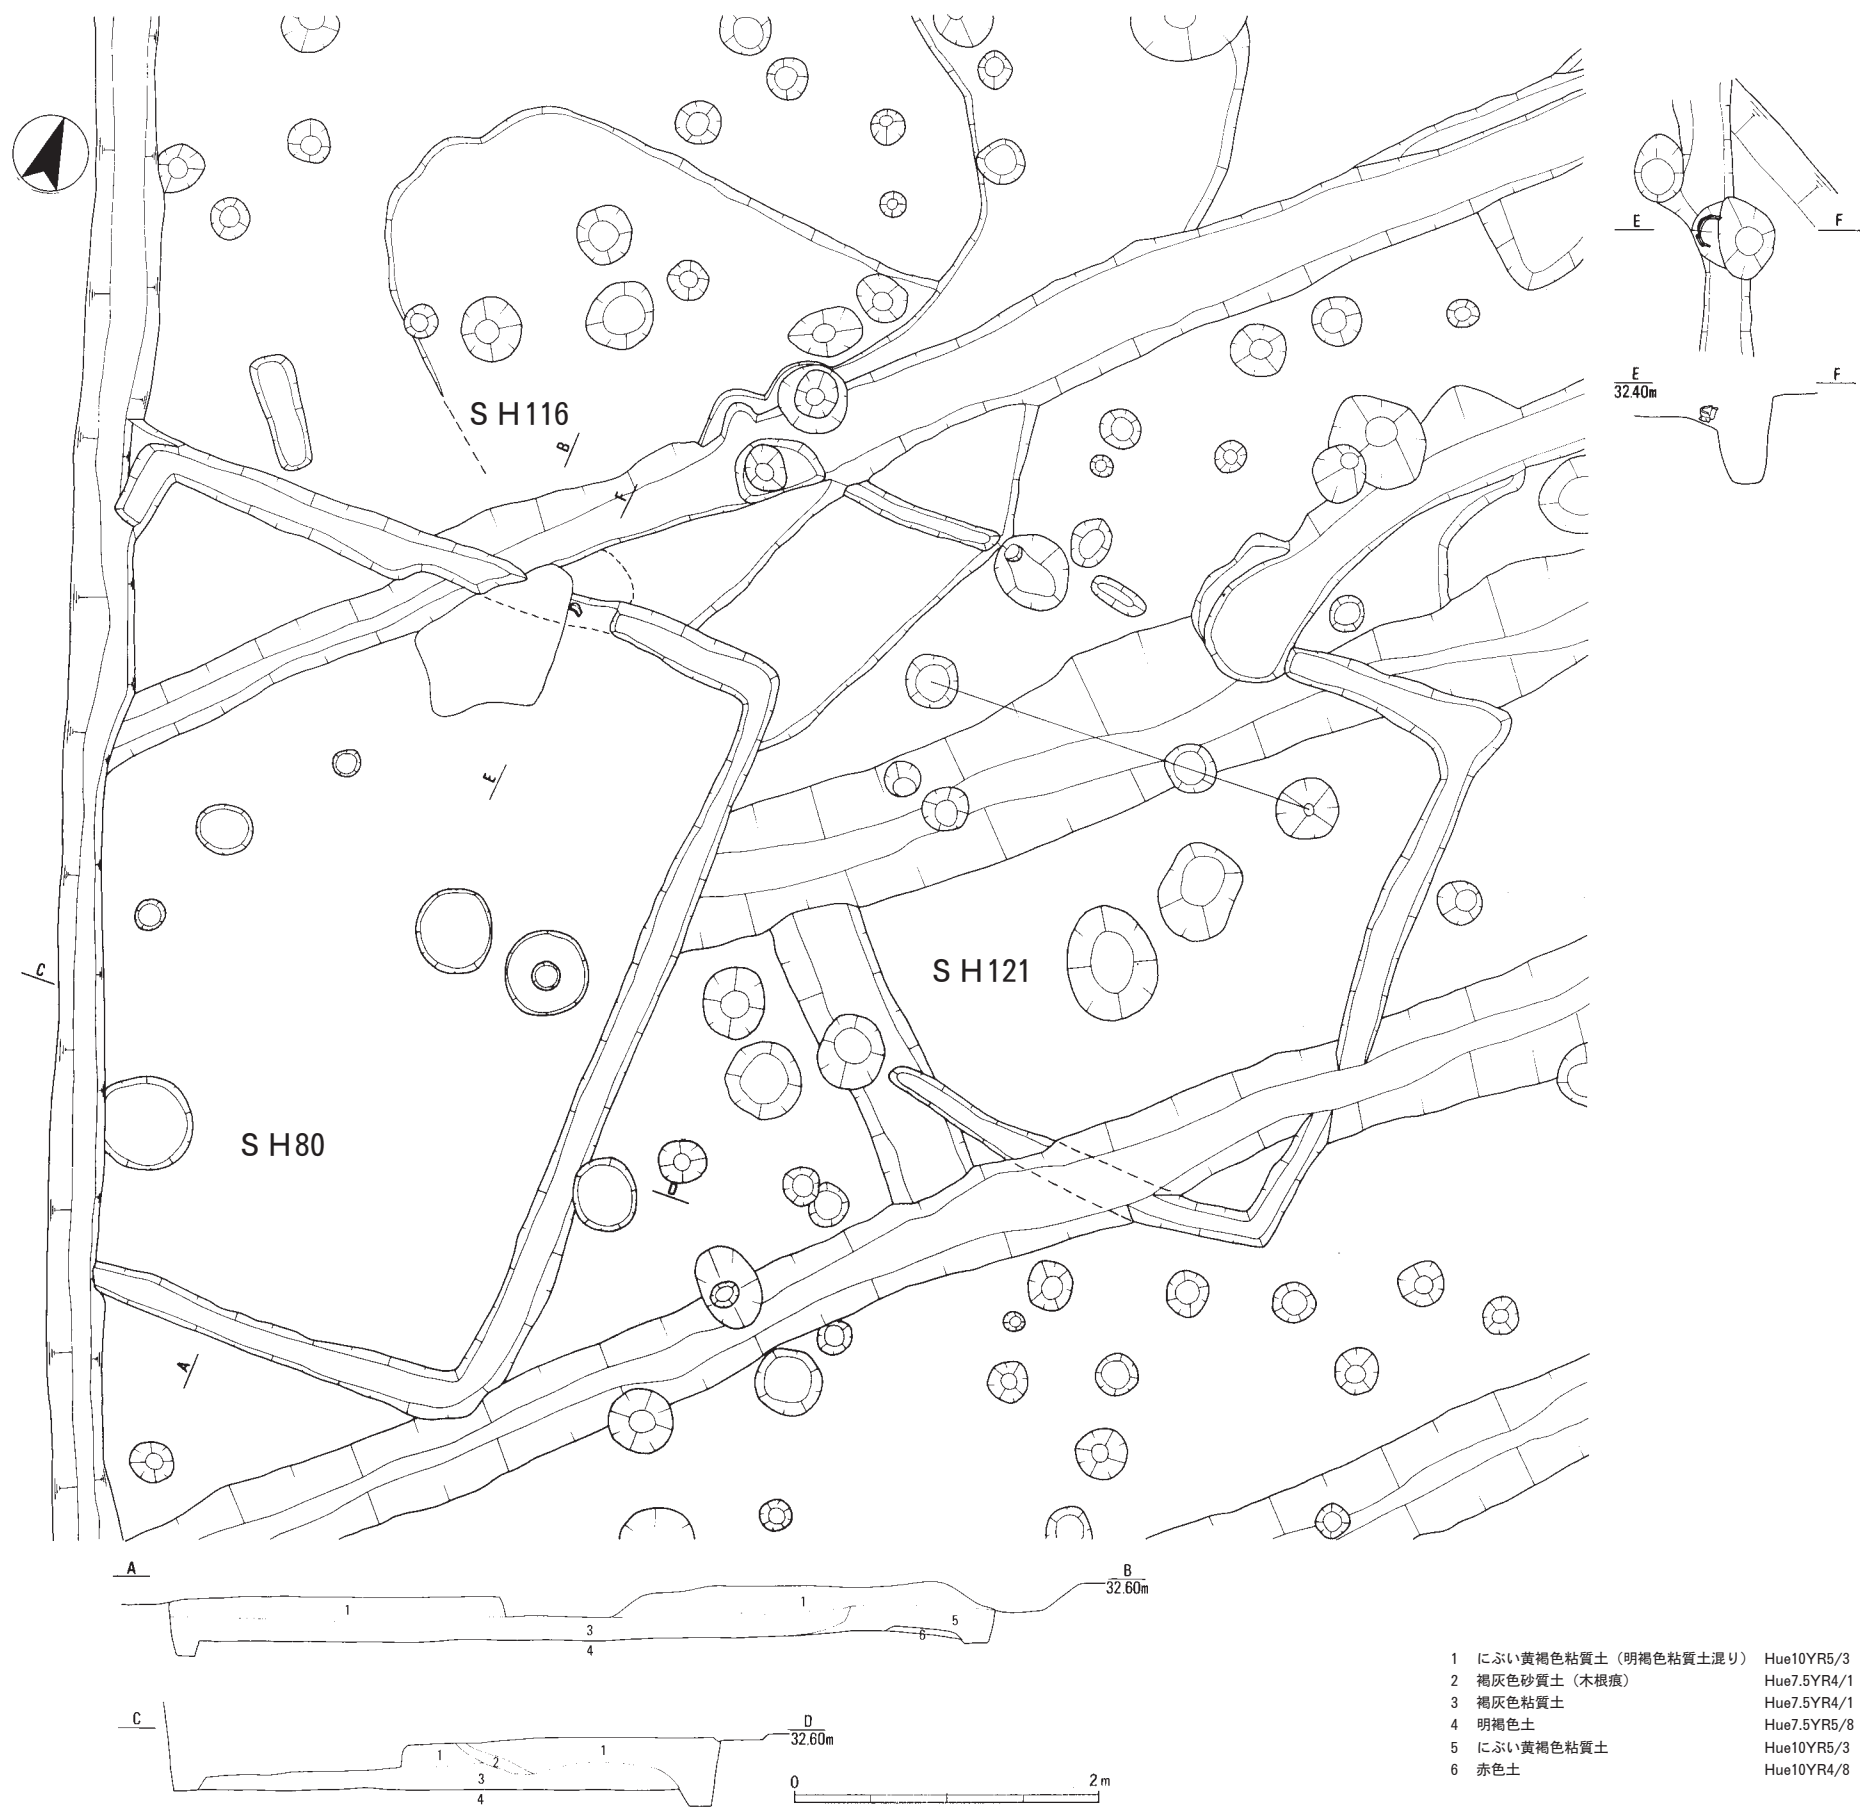 E
F
E
32.40m
F
S H116
B
F
E
C
S H121
S H80
D
A
A
B
32.60m
1
1
3
5
6
4
C
D
32.60m
1
2
1
3
4
0
2m
1 にぶい黄褐色粘質土（明褐色粘質土混り） Hue10YR5/3
2 褐灰色砂質土（木根痕） Hue7.5YR4/1
3 褐灰色粘質土 Hue7.5YR4/1
4 明褐色土 Hue7.5YR5/8
5 にぶい黄褐色粘質土 Hue10YR5/3
6 赤色土 Hue10YR4/8